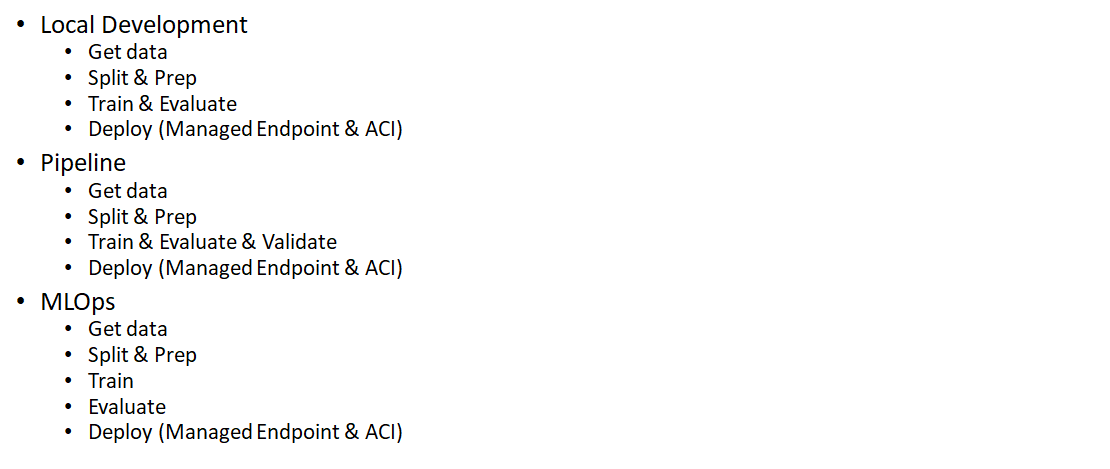 • Local Development
• Get data
• Split & Prep
• Train & Evaluate
• Deploy (Managed Endpoint & ACI)
• Pipeline
• Get data
• Split & Prep
• Train & Evaluate & Validate
• Deploy (Managed Endpoint & ACI)
• MLOps
• Get data
• Split & Prep
• Train
• Evaluate
• Deploy (Managed Endpoint & ACI)